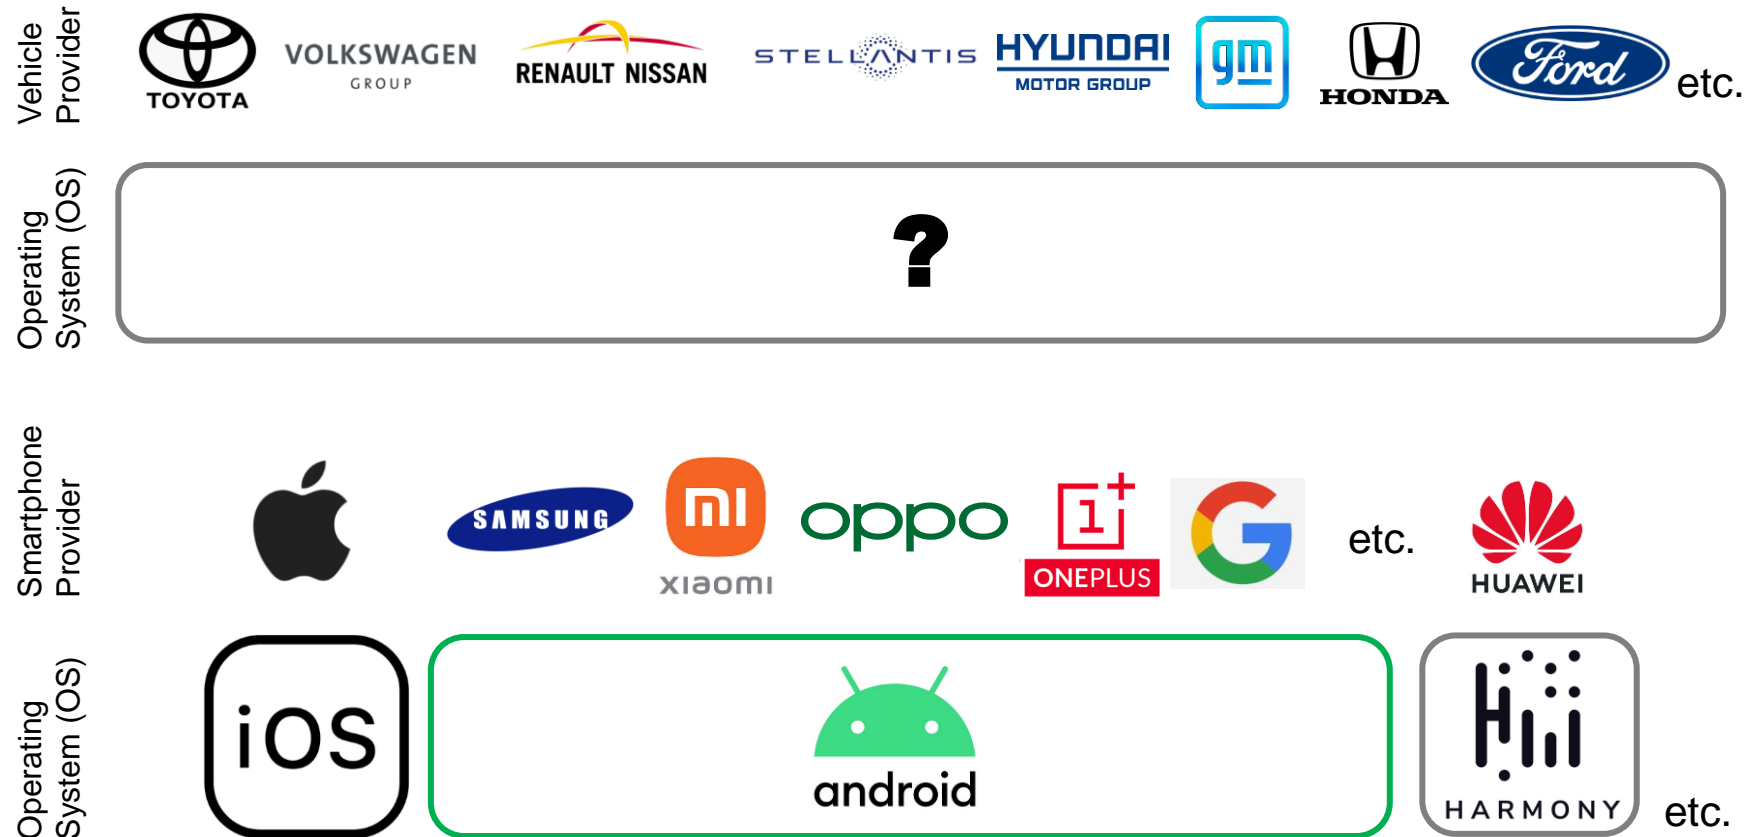 Vehicle
Provider
TOYOTA
VOLKSWAGEN
GROUP
RENAULT NISSAN
STELLANTIS
HYUNDAI
MOTOR GROUP
gm
HONDA
Ford
etc.
Operating
System (OS)
?
Smartphone
Provider
SAMSUNG
mi
xiaomi
oppo
1+
ONEPLUS
G
etc.
HUAWEI
Operating
System (OS)
iOS
android
HARMONY
etc.